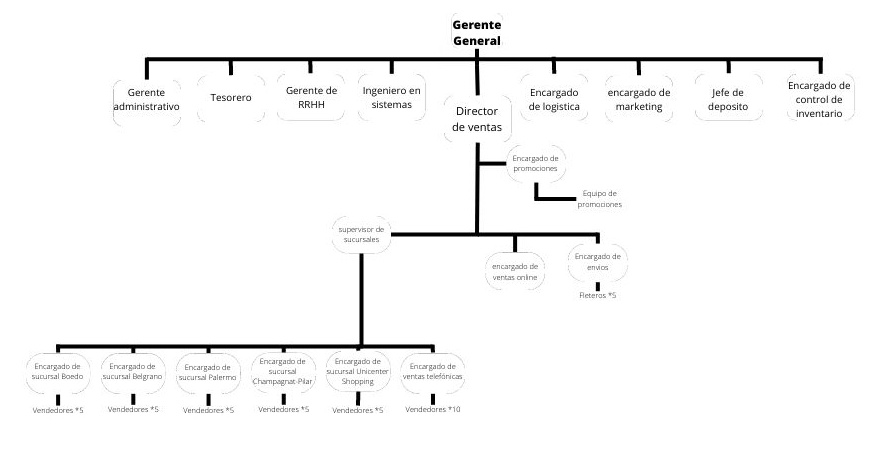 Gerente
General
Gerente
administrativo
Tesorero
Gerente de
RRHH
Ingeniero en
sistemas
Director
de ventas
Encargado
de logistica
encargado de
marketing
Jefe de
deposito
Encargado de
control de
inventario
Encargado de
promociones
Equipo de
promociones
supervisor de
sucursales
encargado de
ventas online
Encargado de
envios
Fleteros *5
Encargado de
sucursal Boedo
Encargado de
sucursal Belgrano
Encargado de
sucursal Palermo
Encargado de
sucursal
Champagnat-Pilar
Encargado de
sucursal Unicenter
Shopping
Encargado de
ventas telefónicas
Vendedores *5
Vendedores *5
Vendedores *5
Vendedores *5
Vendedores *5
Vendedores *10